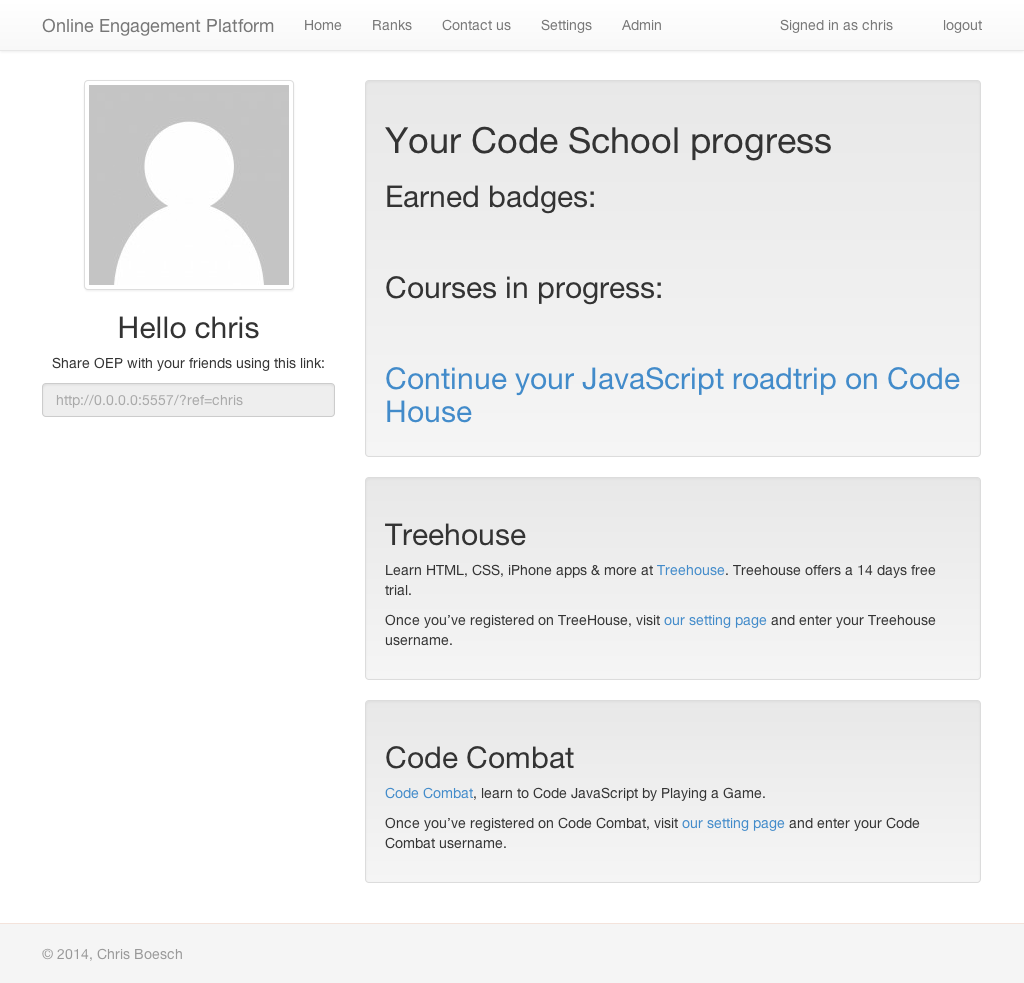 Online Engagement Platform Home Ranks Contact us Settings Admin Signed in as chris logout
Hello chris
Share OEP with your friends using this link:
http://0.0.0.0:5557/?ref=chris
Your Code School progress
Earned badges:
Courses in progress:
Continue your JavaScript roadtrip on Code
House
Treehouse
Learn HTML, CSS, iPhone apps & more at Treehouse. Treehouse offers a 14 days free
trial.
Once you’ve registered on TreeHouse, visit our setting page and enter your Treehouse
username.
Code Combat
Code Combat, learn to Code JavaScript by Playing a Game.
Once you’ve registered on Code Combat, visit our setting page and enter your Code
Combat username.
© 2014, Chris Boesch